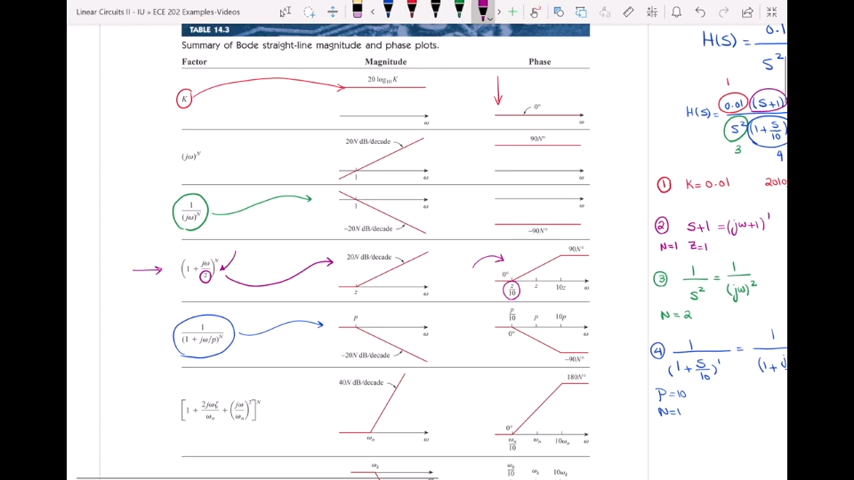 Linear Circuits II - IU » ECE 202 Examples-Videos
TABLE 14.3
Summary of Bode straight-line magnitude and phase plots.
Factor Magnitude Phase
K
20 log₁₀ K
ω
0°
ω
(jω)ᴺ
20N dB/decade
1
ω
90N°
ω
1/(jω)ᴺ
1
ω
−20N dB/decade
ω
−90N°
(1 + jω/z)ᴺ
20N dB/decade
z
ω
90N°
0°
z/10 z 10z ω
1/(1 + jω/p)ᴺ
p
ω
−20N dB/decade
p/10 p 10p
0°
ω
−90N°
[1 + 2jωζ/ωₙ + (jω/ωₙ)²]ᴺ
40N dB/decade
ωₙ
ω
180N°
0°
ωₙ/10 ωₙ 10ωₙ ω
H(S) = 0.1
S²
1
H(S) = 0.01 (S+1)
S² (1+S/10)
3 4
① K= 0.01
② S+1 = (jω+1)¹
N=1 Z=1
③ 1/S² = 1/(jω)²
N = 2
④ 1/(1+S/10)¹ = 1/(1+j
P=10
N=1